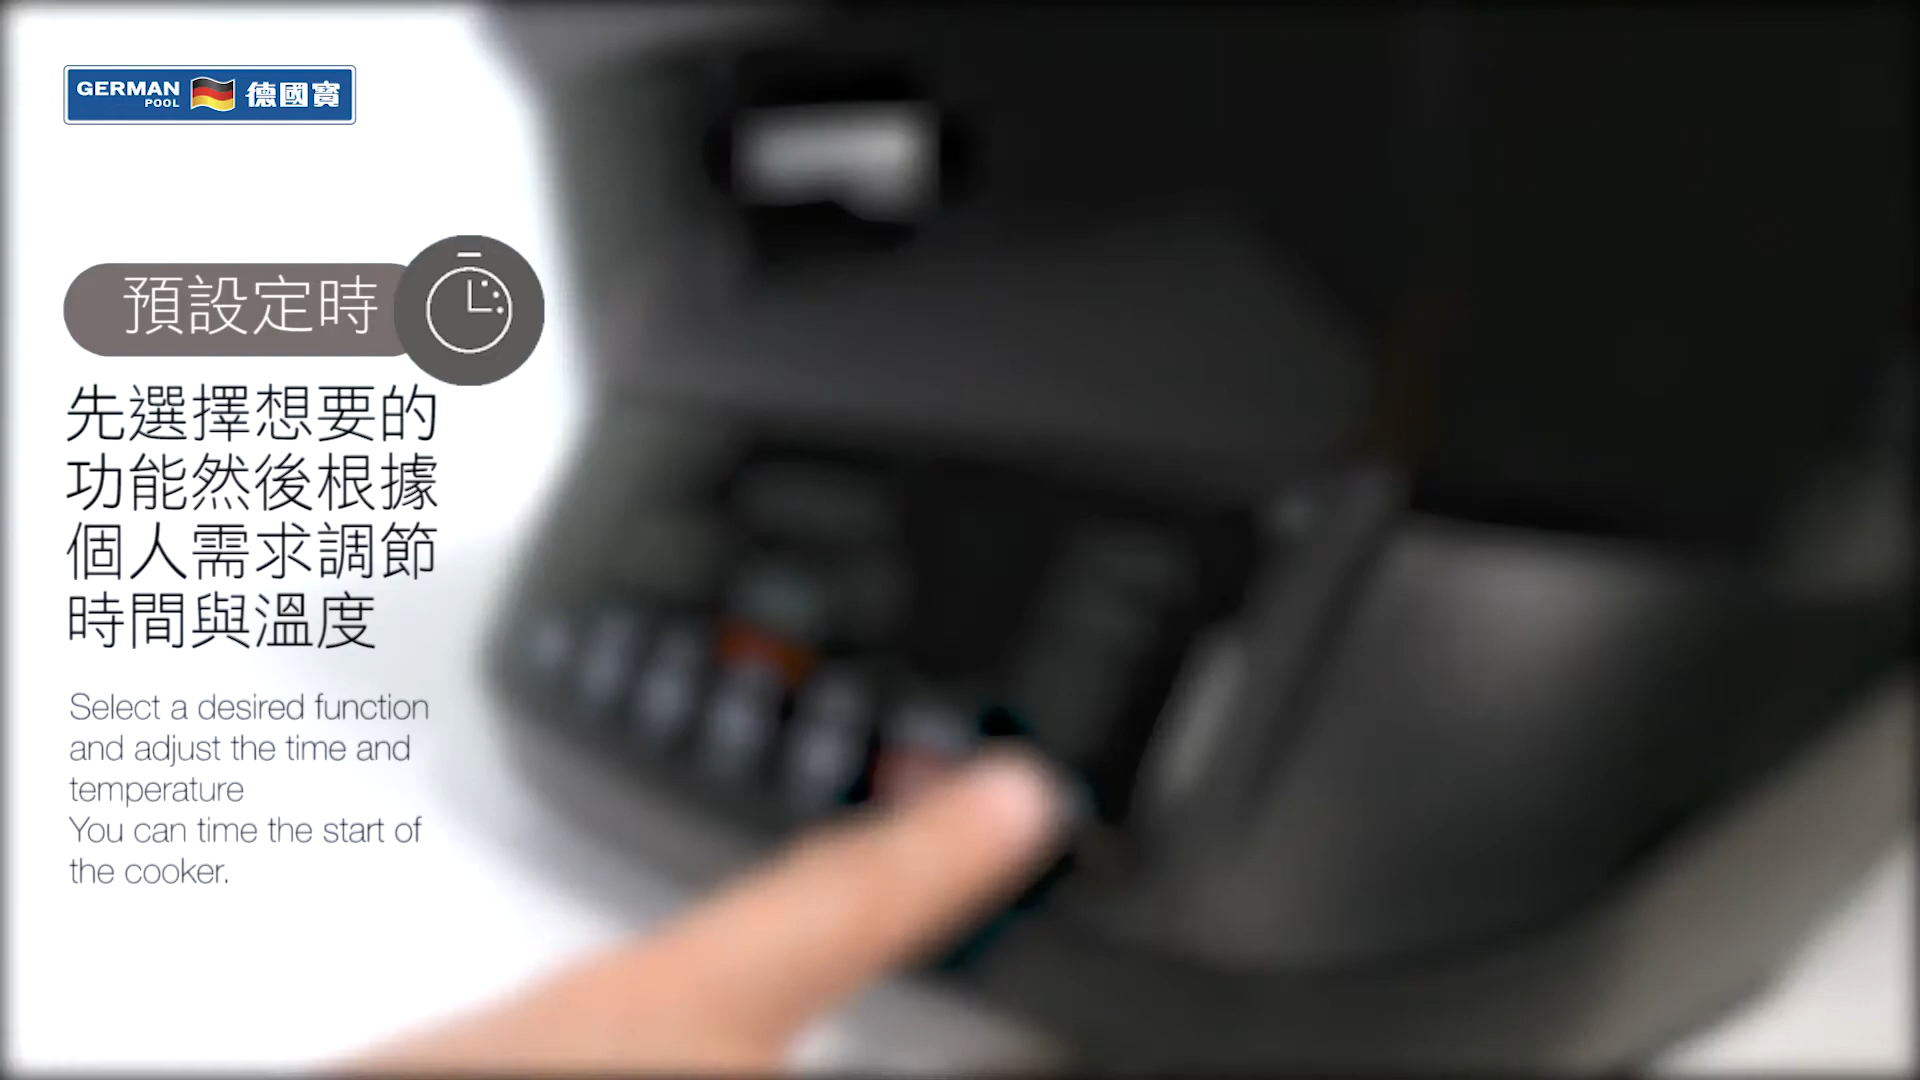 GERMAN
POOL
德國寶
預設定時
先選擇想要的
功能然後根據
個人需求調節
時間與溫度
Select a desired function
and adjust the time and
temperature
You can time the start of
the cooker.